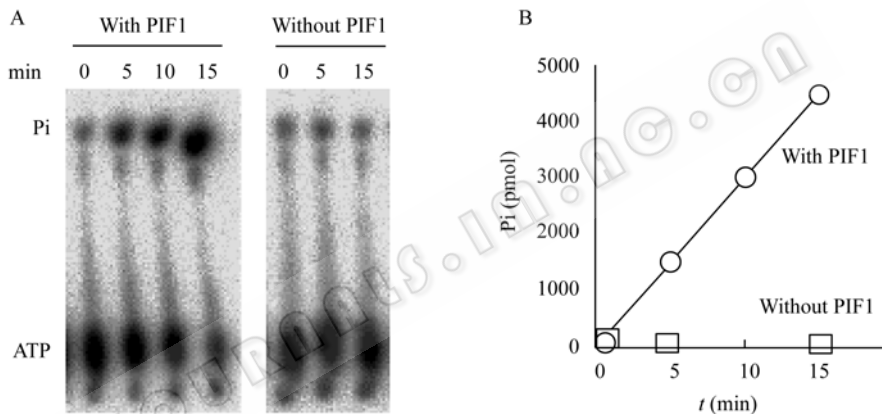 A
With PIF1 Without PIF1
min 0 5 10 15 0 5 15
Pi
ATP
B
5000
4000
3000
2000
1000
0
Pi (pmol)
With PIF1
Without PIF1
0 5 10 15
t (min)